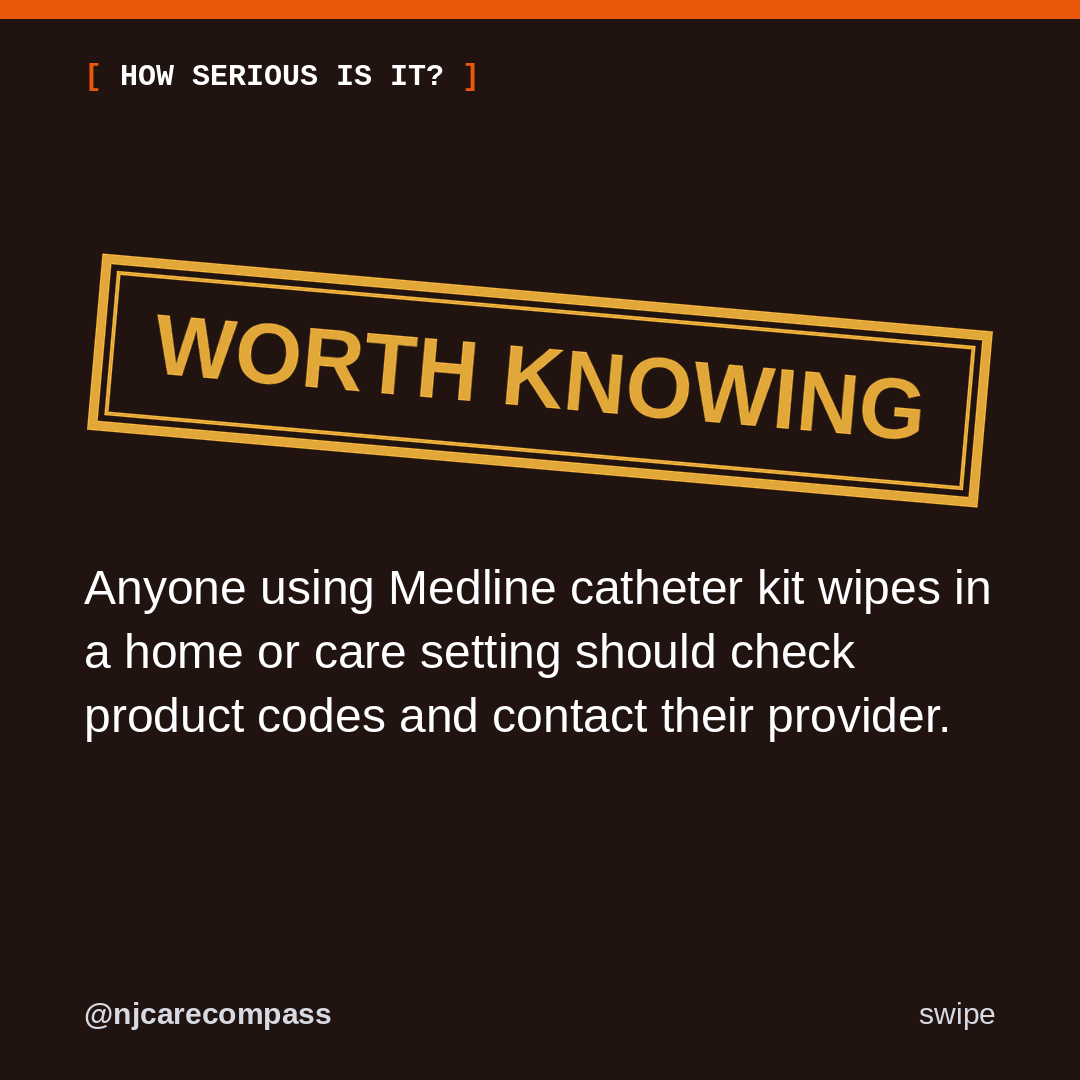 [ HOW SERIOUS IS IT? ]
WORTH KNOWING
Anyone using Medline catheter kit wipes in
a home or care setting should check
product codes and contact their provider.
@njcarecompass
swipe